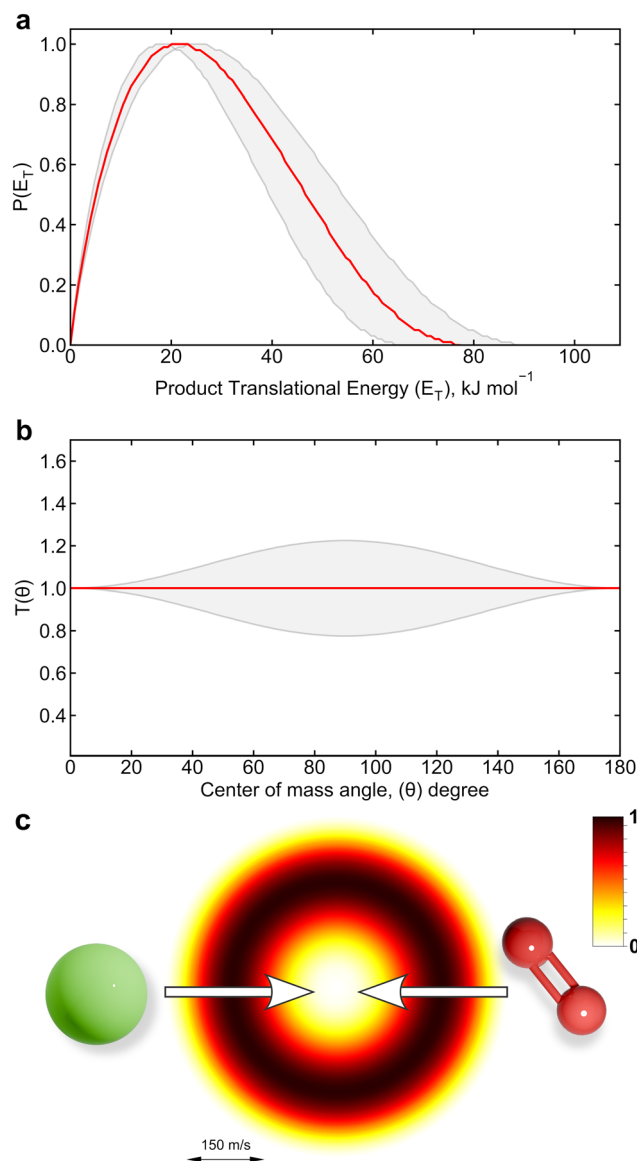 a
1.0
0.8
0.6
0.4
0.2
0.0
P(E_T)
0 20 40 60 80 100
Product Translational Energy (E_T), kJ mol⁻¹
b
1.6
1.4
1.2
1.0
0.8
0.6
0.4
T(θ)
0 20 40 60 80 100 120 140 160 180
Center of mass angle, (θ) degree
c
1
0
150 m/s